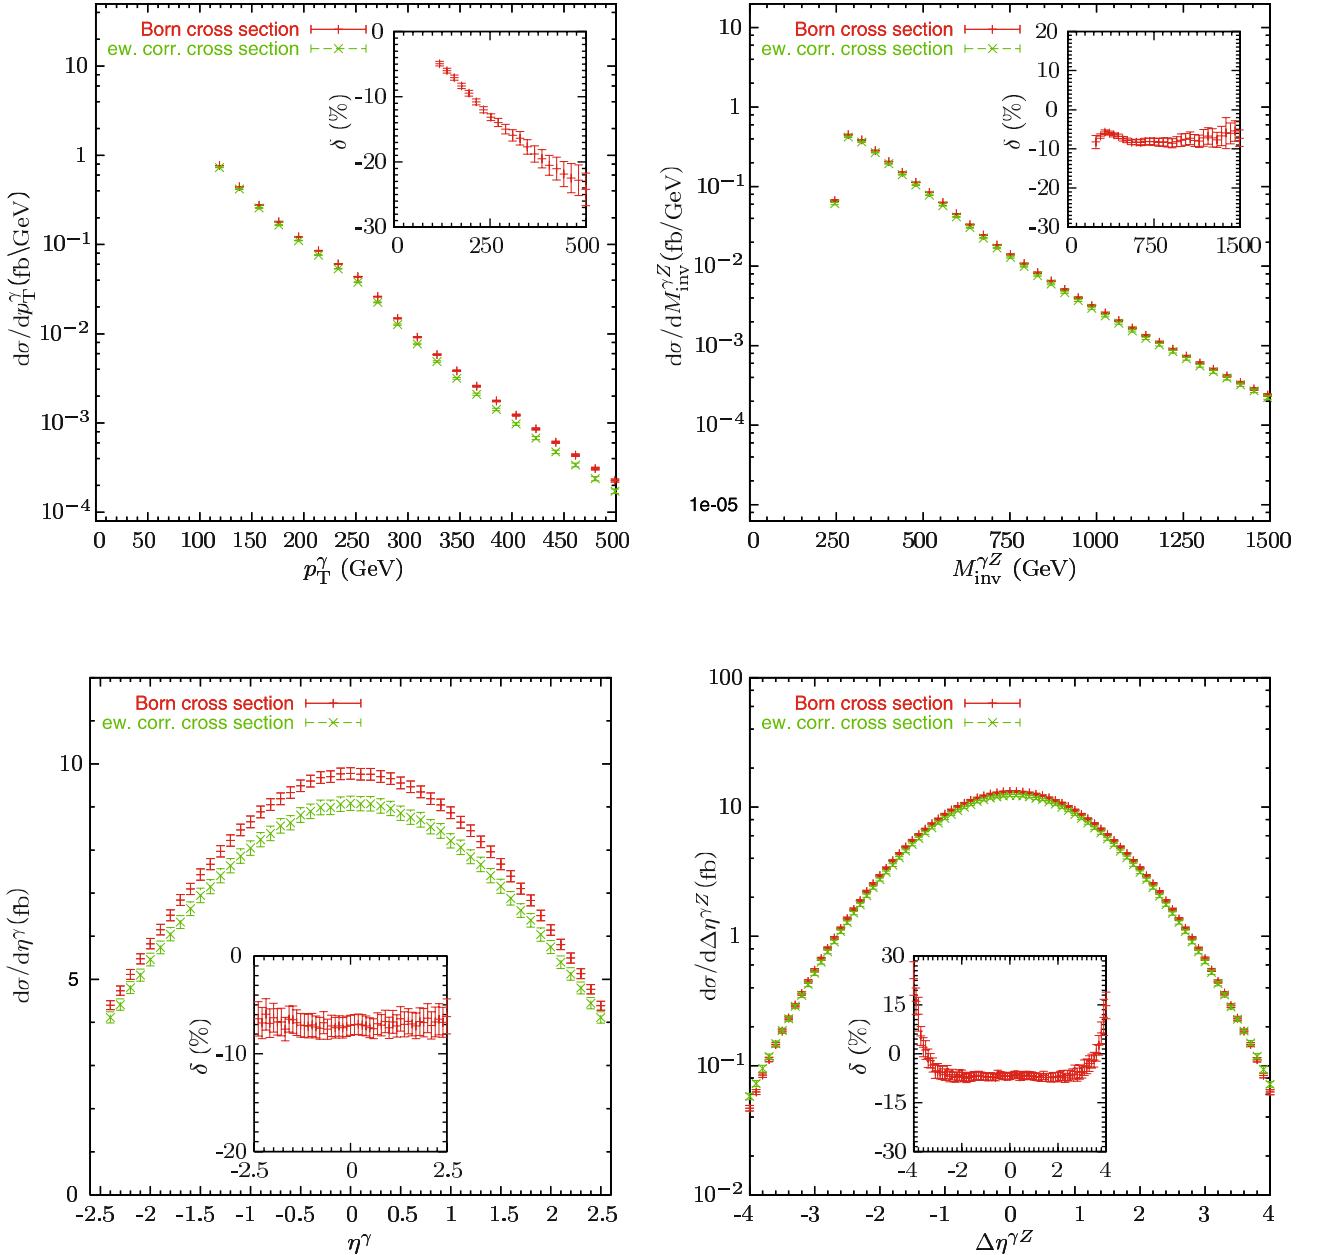 Born cross section
ew. corr. cross section
10
1
10⁻¹
10⁻²
10⁻³
10⁻⁴
dσ/dp_T^γ(fb\GeV)
0 50 100 150 200 250 300 350 400 450 500
p_T^γ (GeV)
0
-10
-20
-30
δ (%)
0 250 500
Born cross section
ew. corr. cross section
10
1
10⁻¹
10⁻²
10⁻³
10⁻⁴
1e-05
dσ/dM_inv^γZ(fb/GeV)
0 250 500 750 1000 1250 1500
M_inv^γZ (GeV)
20
10
0
-10
-20
-30
δ (%)
0 750 1500
Born cross section
ew. corr. cross section
10
5
0
dσ/dη^γ(fb)
-2.5 -2 -1.5 -1 -0.5 0 0.5 1 1.5 2 2.5
η^γ
0
-10
-20
δ (%)
-2.5 0 2.5
Born cross section
ew. corr. cross section
100
10
1
10⁻¹
10⁻²
dσ/dΔη^γZ(fb)
-4 -3 -2 -1 0 1 2 3 4
Δη^γZ
30
15
0
-15
-30
δ (%)
-4 -2 0 2 4